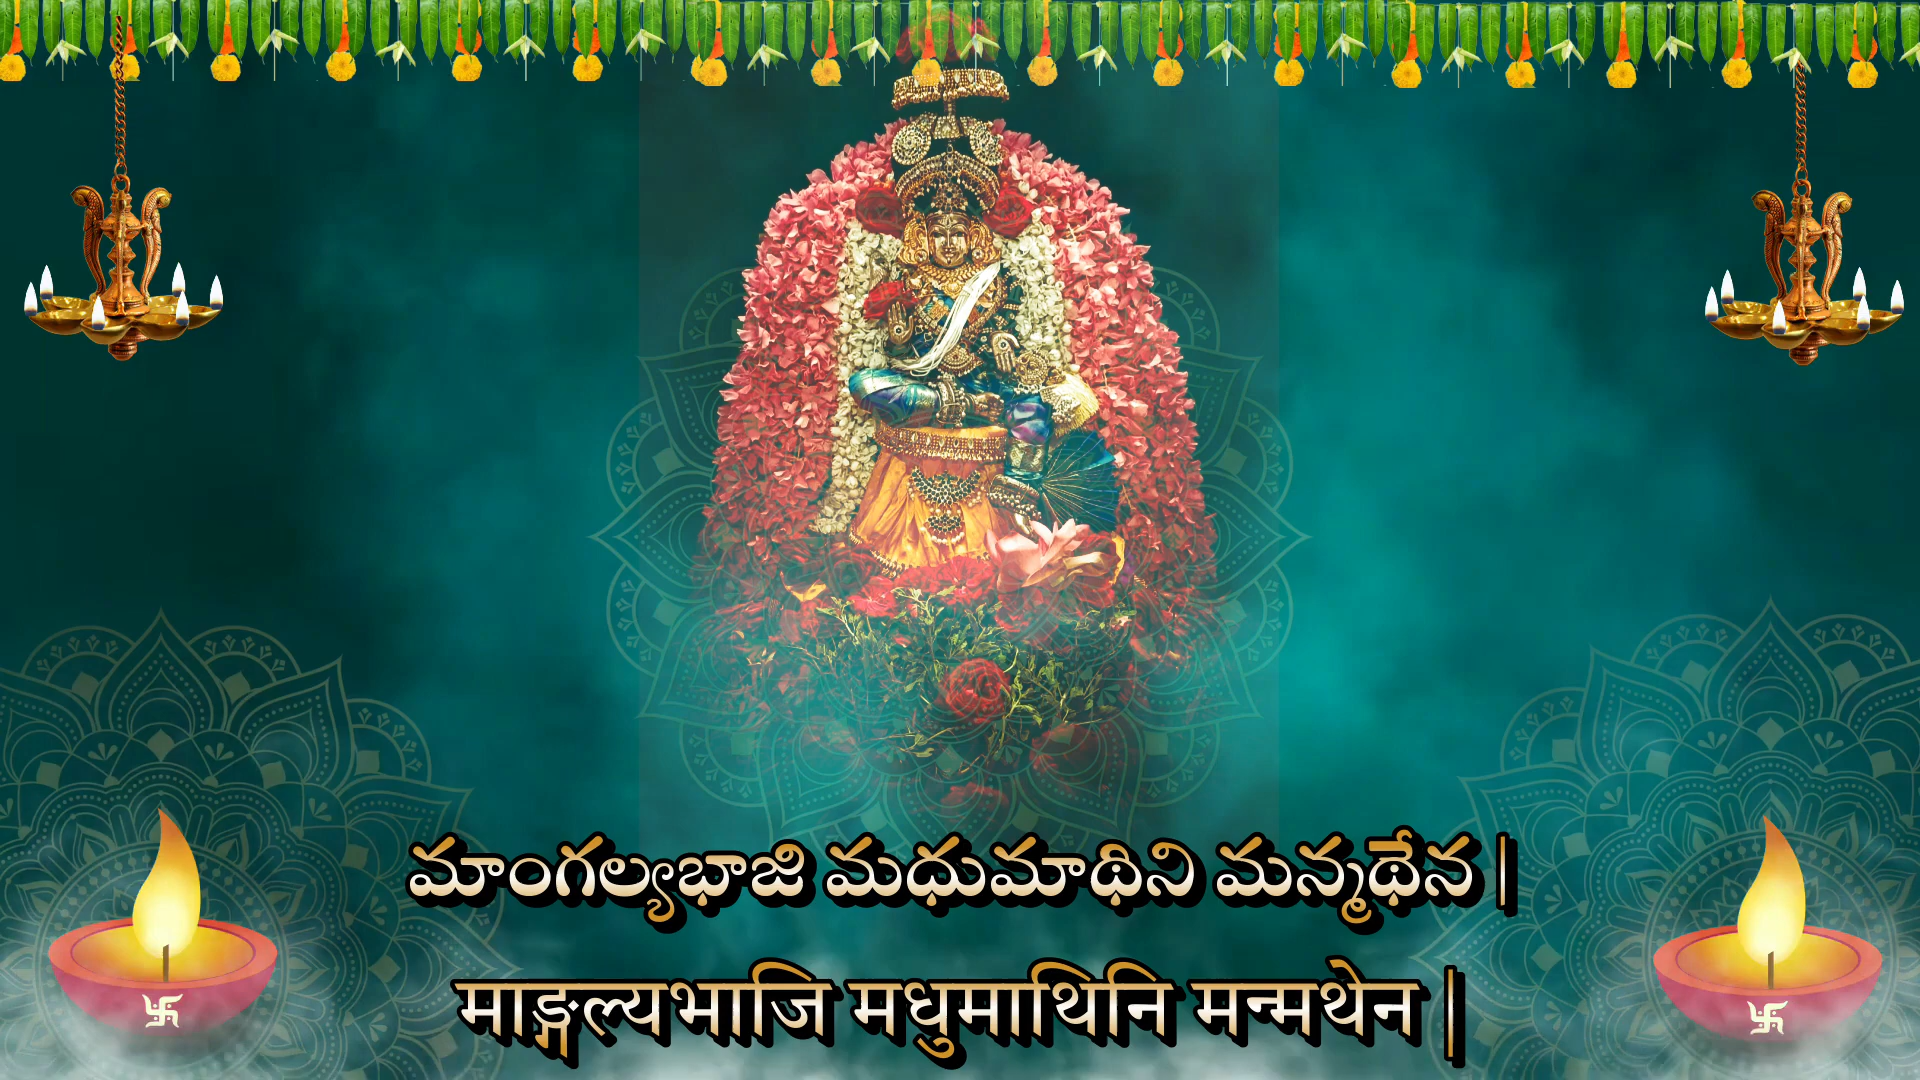 మాంగల్యభాజి మధుమాథిని మన్మథేన |
माङ्गल्यभाजि मधुमाथिनि मन्मथेन |